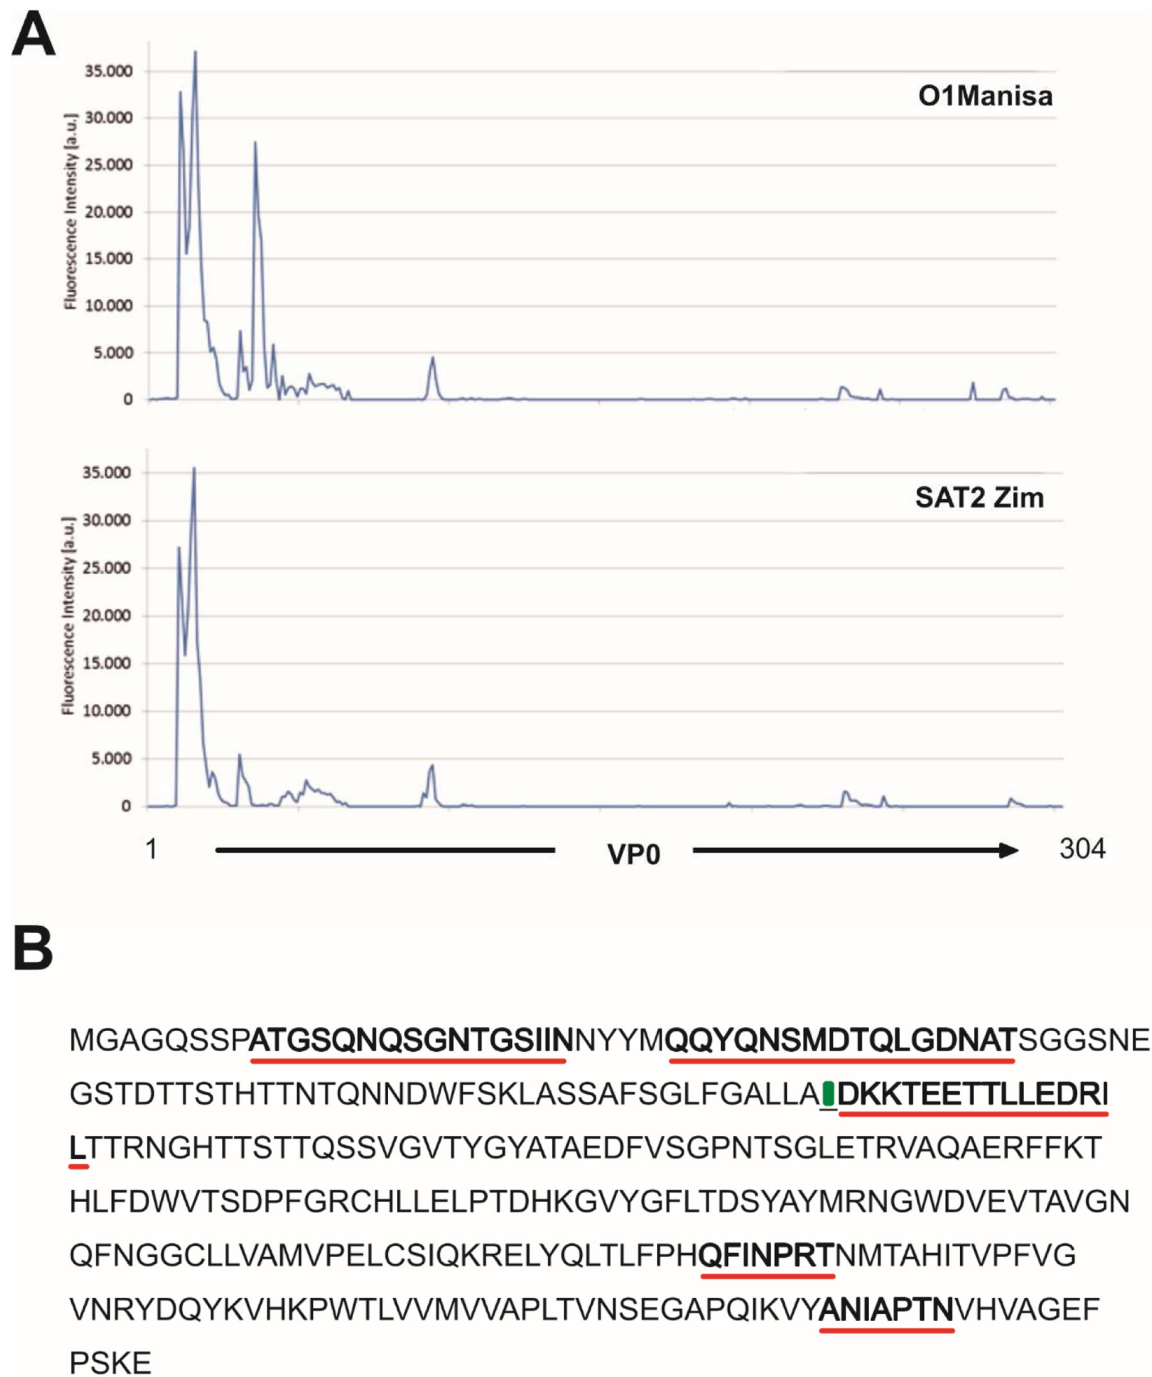 A
Fluorescence Intensity [a.u.]
35.000
30.000
25.000
20.000
15.000
10.000
5.000
0
O1Manisa
Fluorescence Intensity [a.u.]
35.000
30.000
25.000
20.000
15.000
10.000
5.000
0
SAT2 Zim
1 VP0 304
B
MGAGQSSPATGSQNQSGNTGSIINNYYMQQYQNSMDTQLGDNATSGGSNE
GSTDTTSTHTTNTQNNDWFSKLASSAFSGLFGALLA DKKTEETTLLEDRI
LTTRNGHTTSTTQSSVGVTYGYATAEDFVSGPNTSGLETRVAQAERFFKT
HLFDWVTSDPFGRCHLLELPTDHKGVYGFLTDSYAYMRNGWDVEVTAVGN
QFNGGCLLVAMVPELCSIQKRELYQLTLFPHQFINPRTNMTAHITVPFVG
VNRYDQYKVHKPWTLVVMVVAPLTVNSEGAPQIKVYANIAPTNVHVAGEF
PSKE